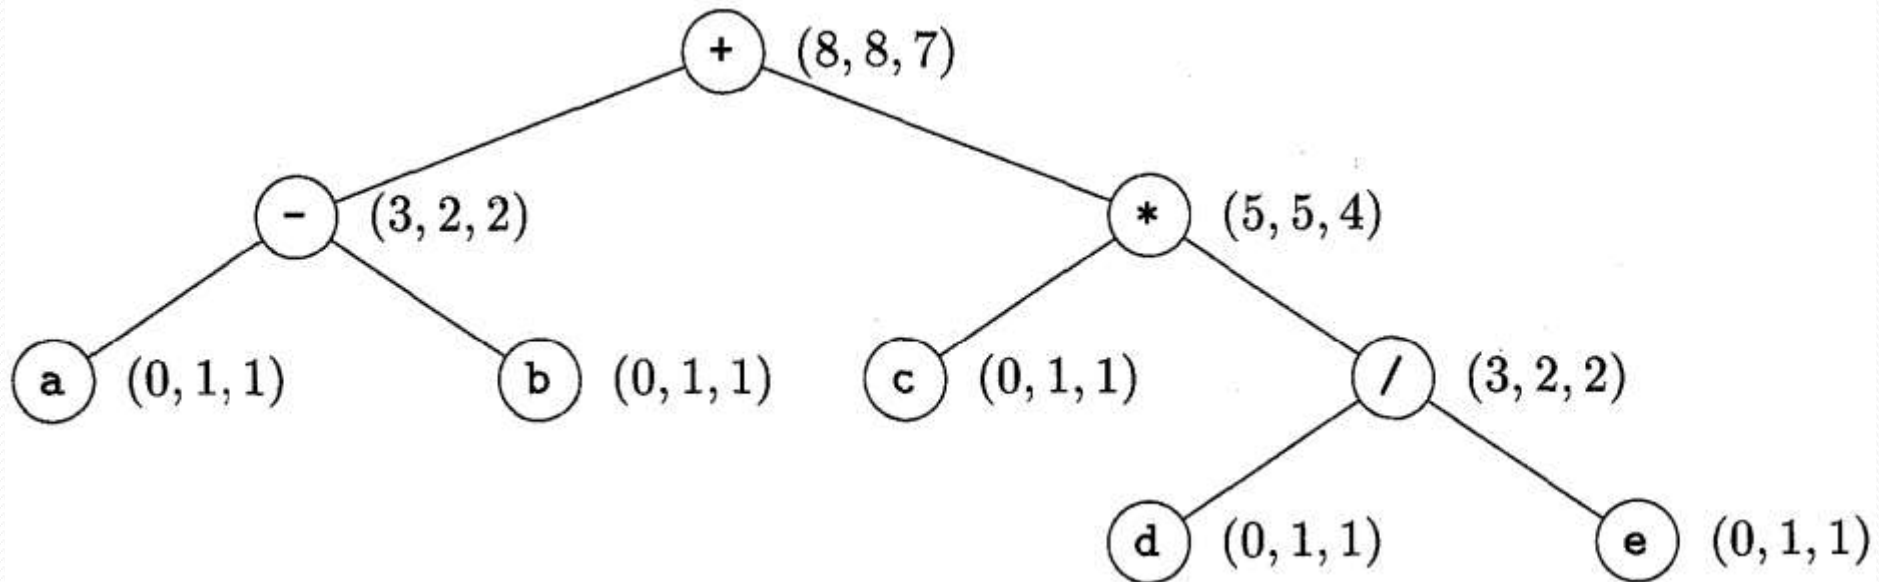 + (8, 8, 7)
- (3, 2, 2) * (5, 5, 4)
a (0, 1, 1) b (0, 1, 1) c (0, 1, 1) / (3, 2, 2)
d (0, 1, 1) e (0, 1, 1)